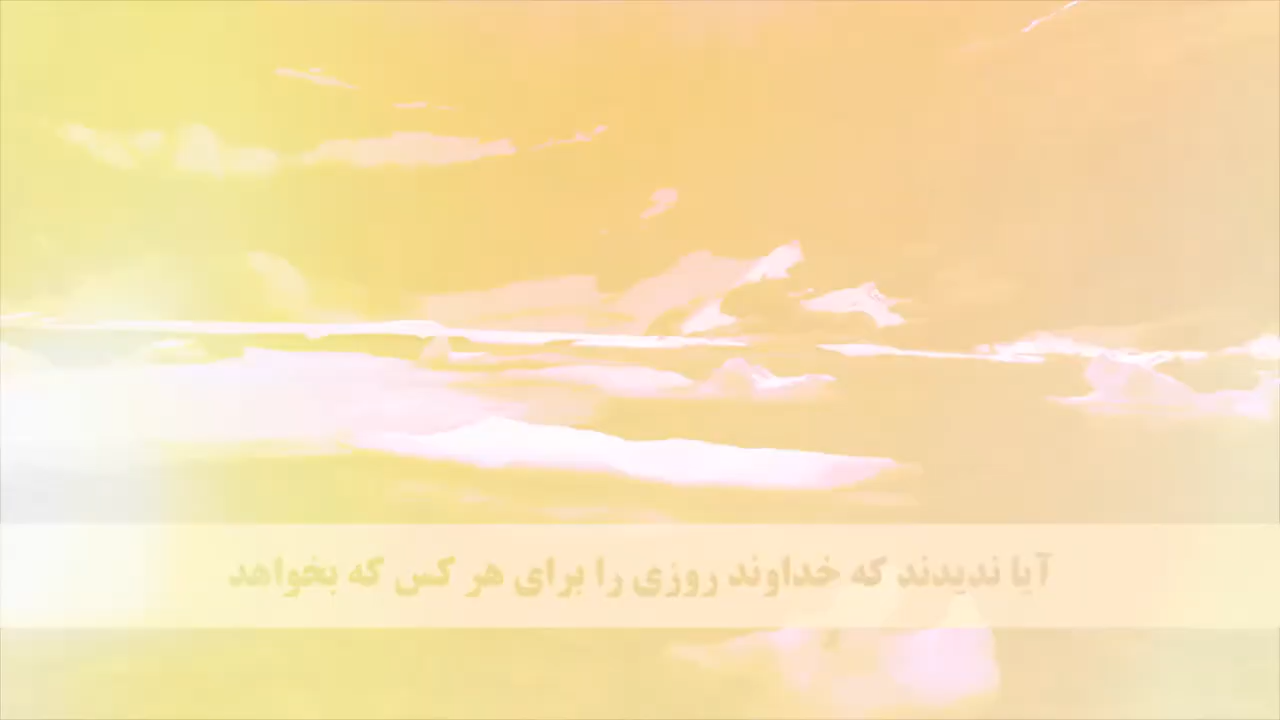 آیا ندیدند که خداوند روزی را برای هر کس که بخواهد